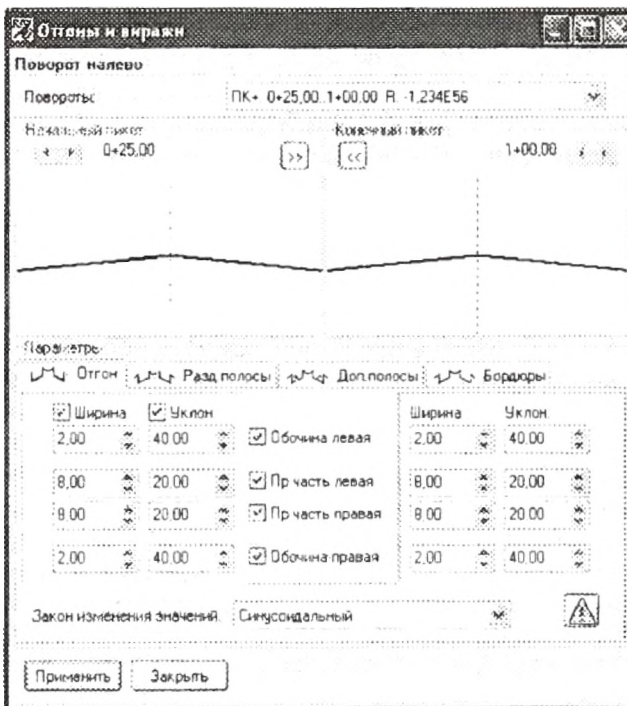 Отгоны и виражи
Поворот налево
Повороты: ПК+ 0+25,00..1+00,00 R. -1,234E56
Начальный пикет Конечный пикет
0+25,00 >> << 1+00,00
Параметры
Отгон Разд.полосы Доп.полосы Бордюры
Ширина Уклон Ширина Уклон
2,00 40,00 Обочина левая 2,00 40,00
8,00 20,00 Пр часть левая 8,00 20,00
8,00 20,00 Пр часть правая 8,00 20,00
2,00 40,00 Обочина правая 2,00 40,00
Закон изменения значений: Синусоидальный
Применить Закрыть